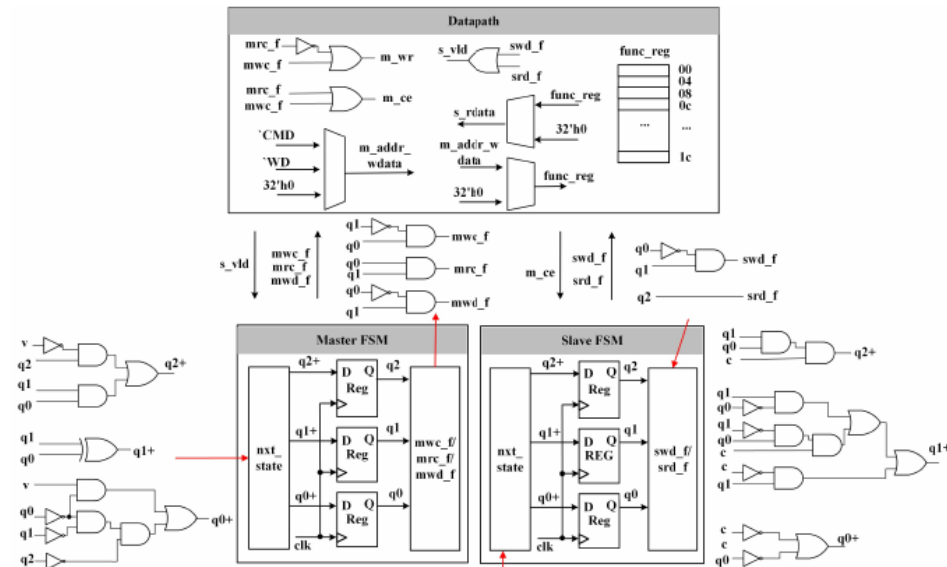 Datapath
mrc_f
mwc_f
m_wr
mrc_f
mwc_f
m_ce
`CMD
`WD
32'h0
m_addr_
wdata
s_vld
swd_f
srd_f
func_reg
s_rdata
32'h0
m_addr_w
data
32'h0
func_reg
func_reg
00
04
08
0c
...
...
1c
s_vld
mwc_f
mrc_f
mwd_f
q1
q0
mwc_f
q0
q1
mrc_f
q0
q1
mwd_f
m_ce
swd_f
srd_f
q0
q1
swd_f
q2
srd_f
v
q2
q1
q0
q2+
q1
q0
q1+
v
q0
q1
q2
q0+
Master FSM
nxt_
state
q2+
q1+
q0+
D Q
Reg
D Q
Reg
D Q
Reg
clk
q2
q1
q0
mwc_f/
mrc_f/
mwd_f
Slave FSM
nxt_
state
q2+
q1+
q0+
D Q
Reg
D Q
REG
D Q
Reg
clk
q2
q1
q0
swd_f/
srd_f
q1
q0
c
q2+
q1
q0
q1
q0
c
c
q1
q1+
c
c
q0
q0+